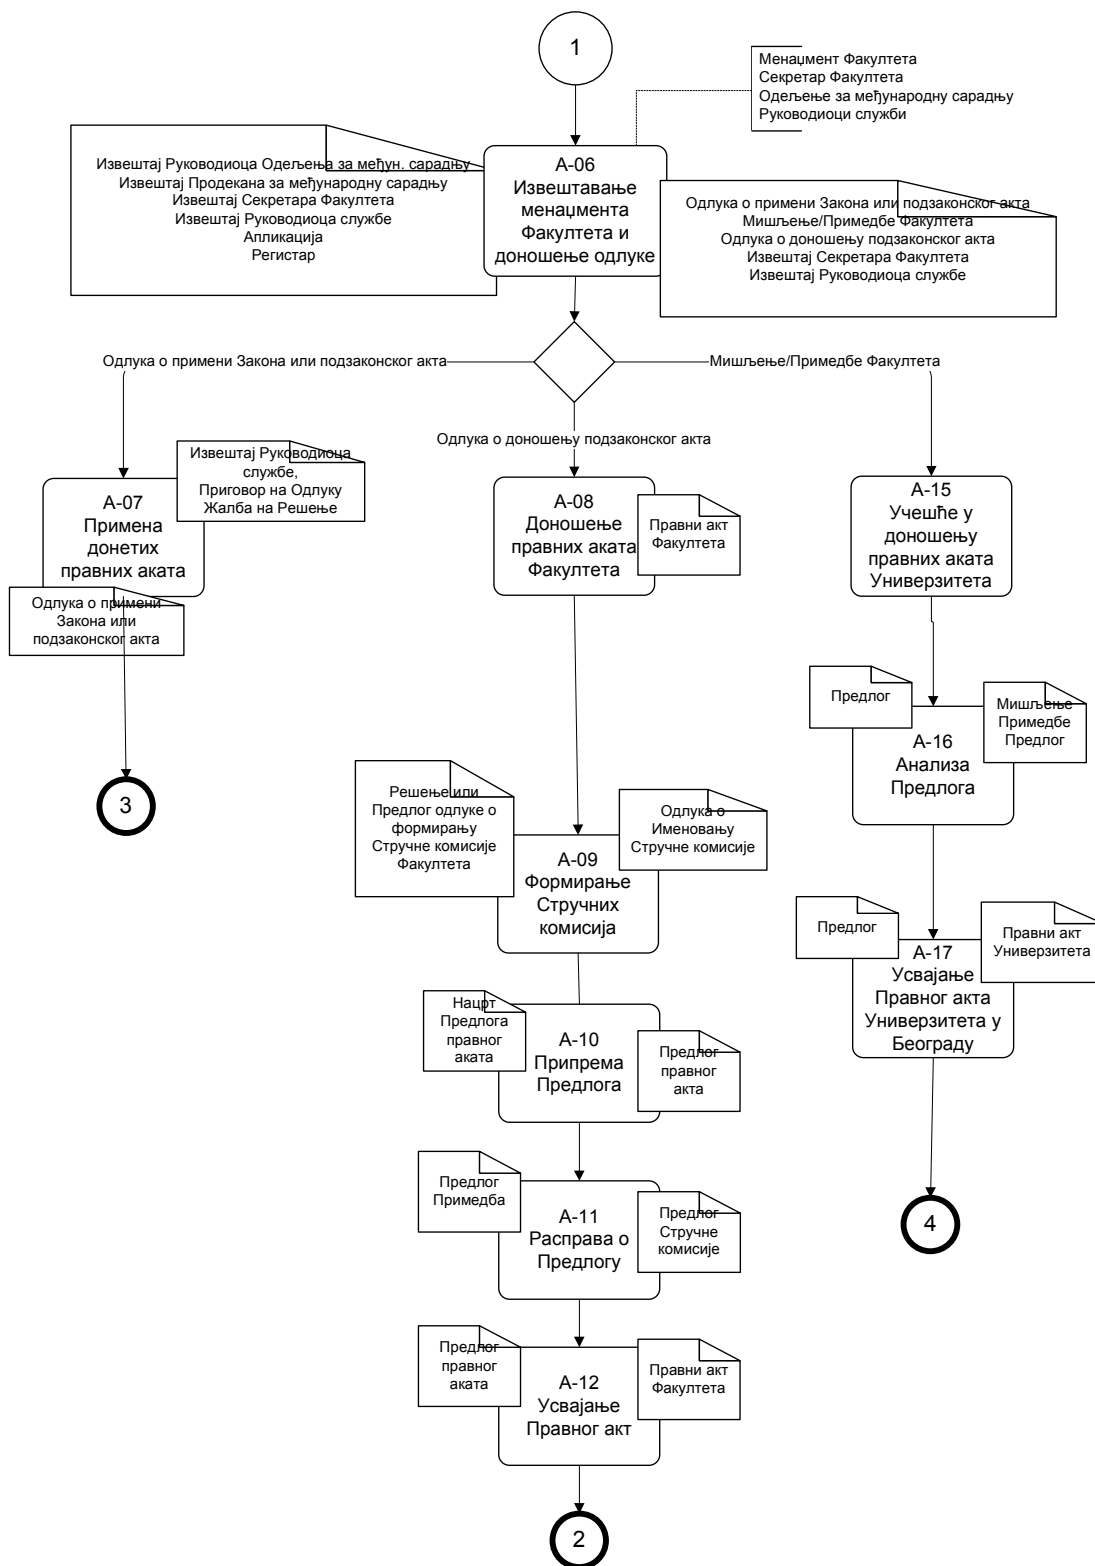 1
Менаџмент Факултета
Секретар Факултета
Одељење за међународну сарадњу
Руководиоци служби
Извештај Руководиоца Одељења за међун. сарадњу
Извештај Продекана за међународну сарадњу
Извештај Секретара Факултета
Извештај Руководиоца службе
Апликација
Регистар
А-06
Извештавање
менаџмента
Факултета и
доношење одлуке
Одлука о примени Закона или подзаконског акта
Мишљење/Примедбе Факултета
Одлука о доношењу подзаконског акта
Извештај Секретара Факултета
Извештај Руководиоца службе
Одлука о примени Закона или подзаконског акта
Мишљење/Примедбе Факултета
Одлука о доношењу подзаконског акта
А-07
Примена
донетих
правних аката
Извештај Руководиоца
службе,
Приговор на Одлуку
Жалба на Решење
Одлука о примени
Закона или
подзаконског акта
3
А-08
Доношење
правних аката
Факултета
Правни акт
Факултета
А-15
Учешће у
доношењу
правних аката
Универзитета
Предлог
А-16
Анализа
Предлога
Мишљење
Примедбе
Предлог
Решење или
Предлог одлуке о
формирању
Стручне комисије
Факултета
А-09
Формирање
Стручних
комисија
Одлука о
Именовању
Стручне комисије
Предлог
А-17
Усвајање
Правног акта
Универзитета у
Београду
Правни акт
Универзитета
Нацрт
Предлога
правног
аката
А-10
Припрема
Предлога
Предлог
правног
акта
Предлог
Примедба
А-11
Расправа о
Предлогу
Предлог
Стручне
комисије
4
Предлог
правног
аката
А-12
Усвајање
Правног акт
Правни акт
Факултета
2